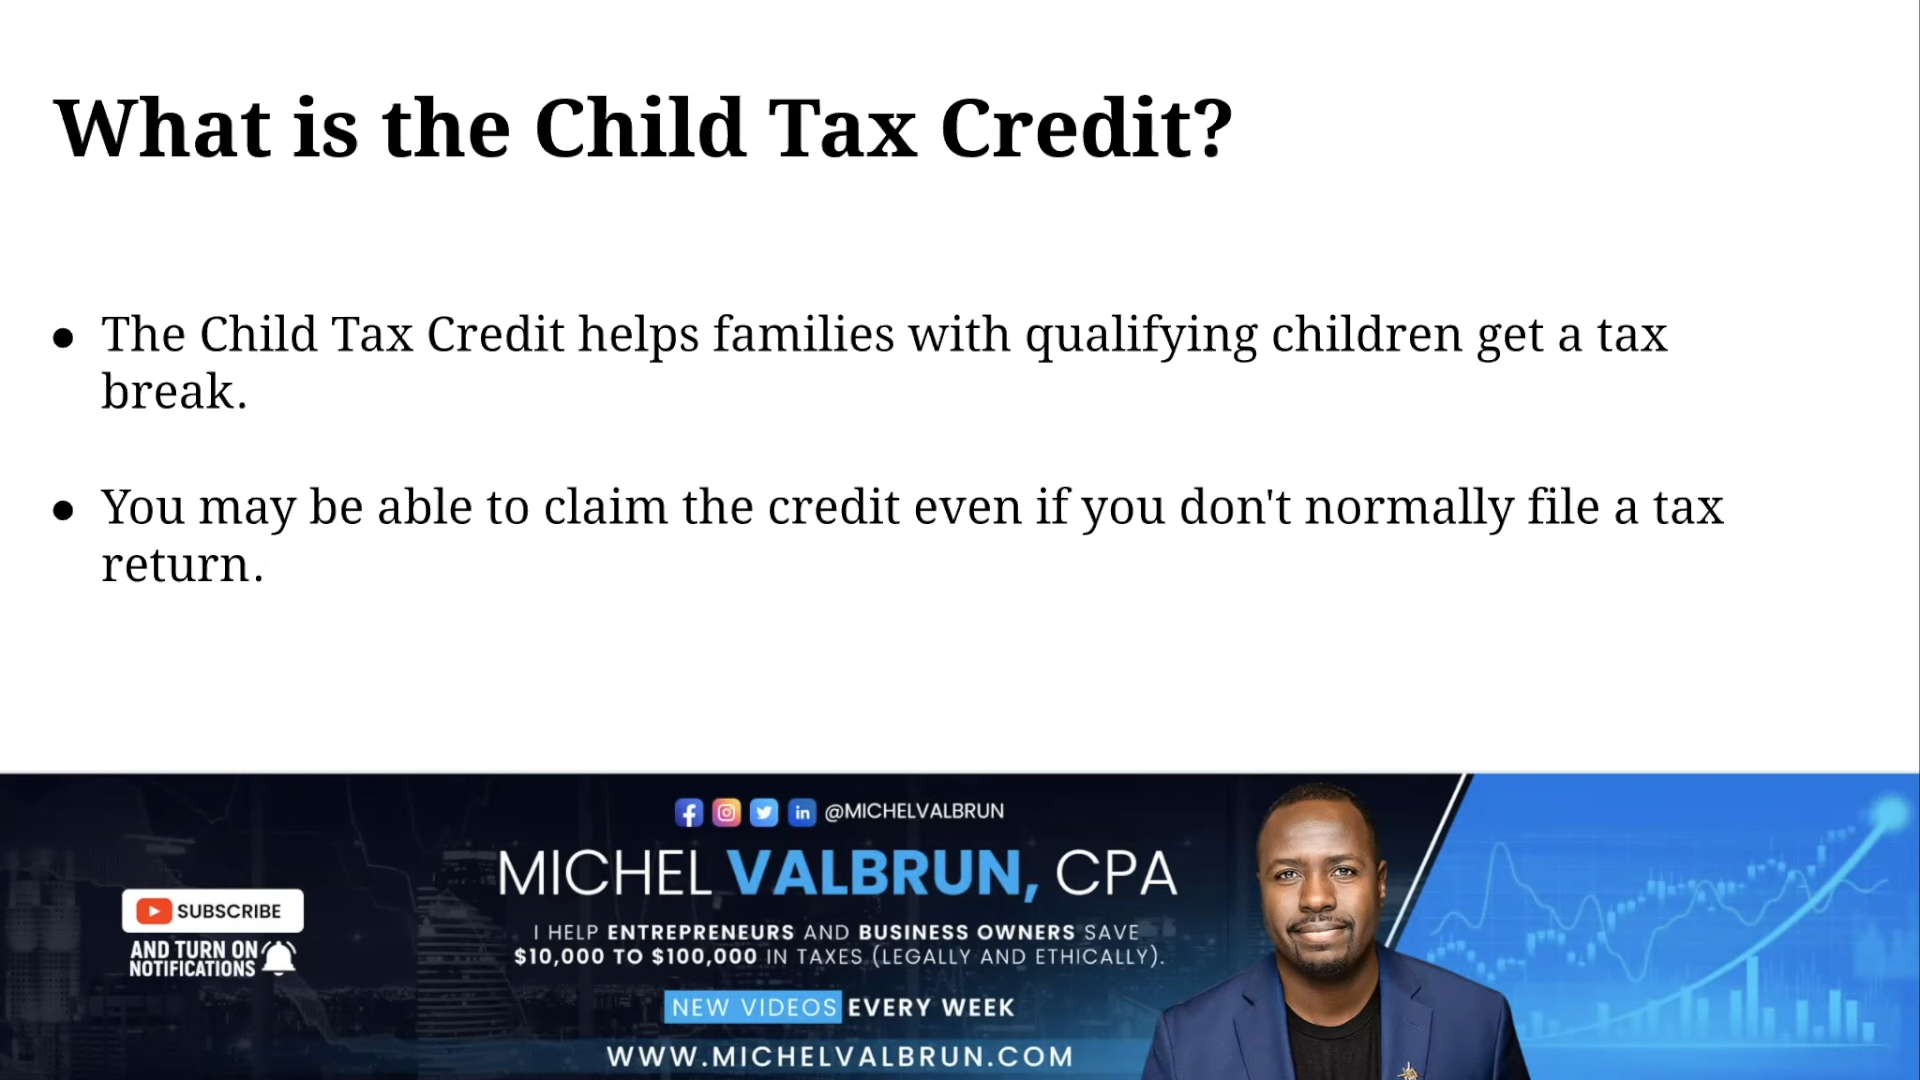 What is the Child Tax Credit?
● The Child Tax Credit helps families with qualifying children get a tax
break.
● You may be able to claim the credit even if you don't normally file a tax
return.
@MICHELVALBRUN
MICHEL VALBRUN, CPA
I HELP ENTREPRENEURS AND BUSINESS OWNERS SAVE
$10,000 TO $100,000 IN TAXES (LEGALLY AND ETHICALLY).
NEW VIDEOS EVERY WEEK
WWW.MICHELVALBRUN.COM
SUBSCRIBE
AND TURN ON
NOTIFICATIONS